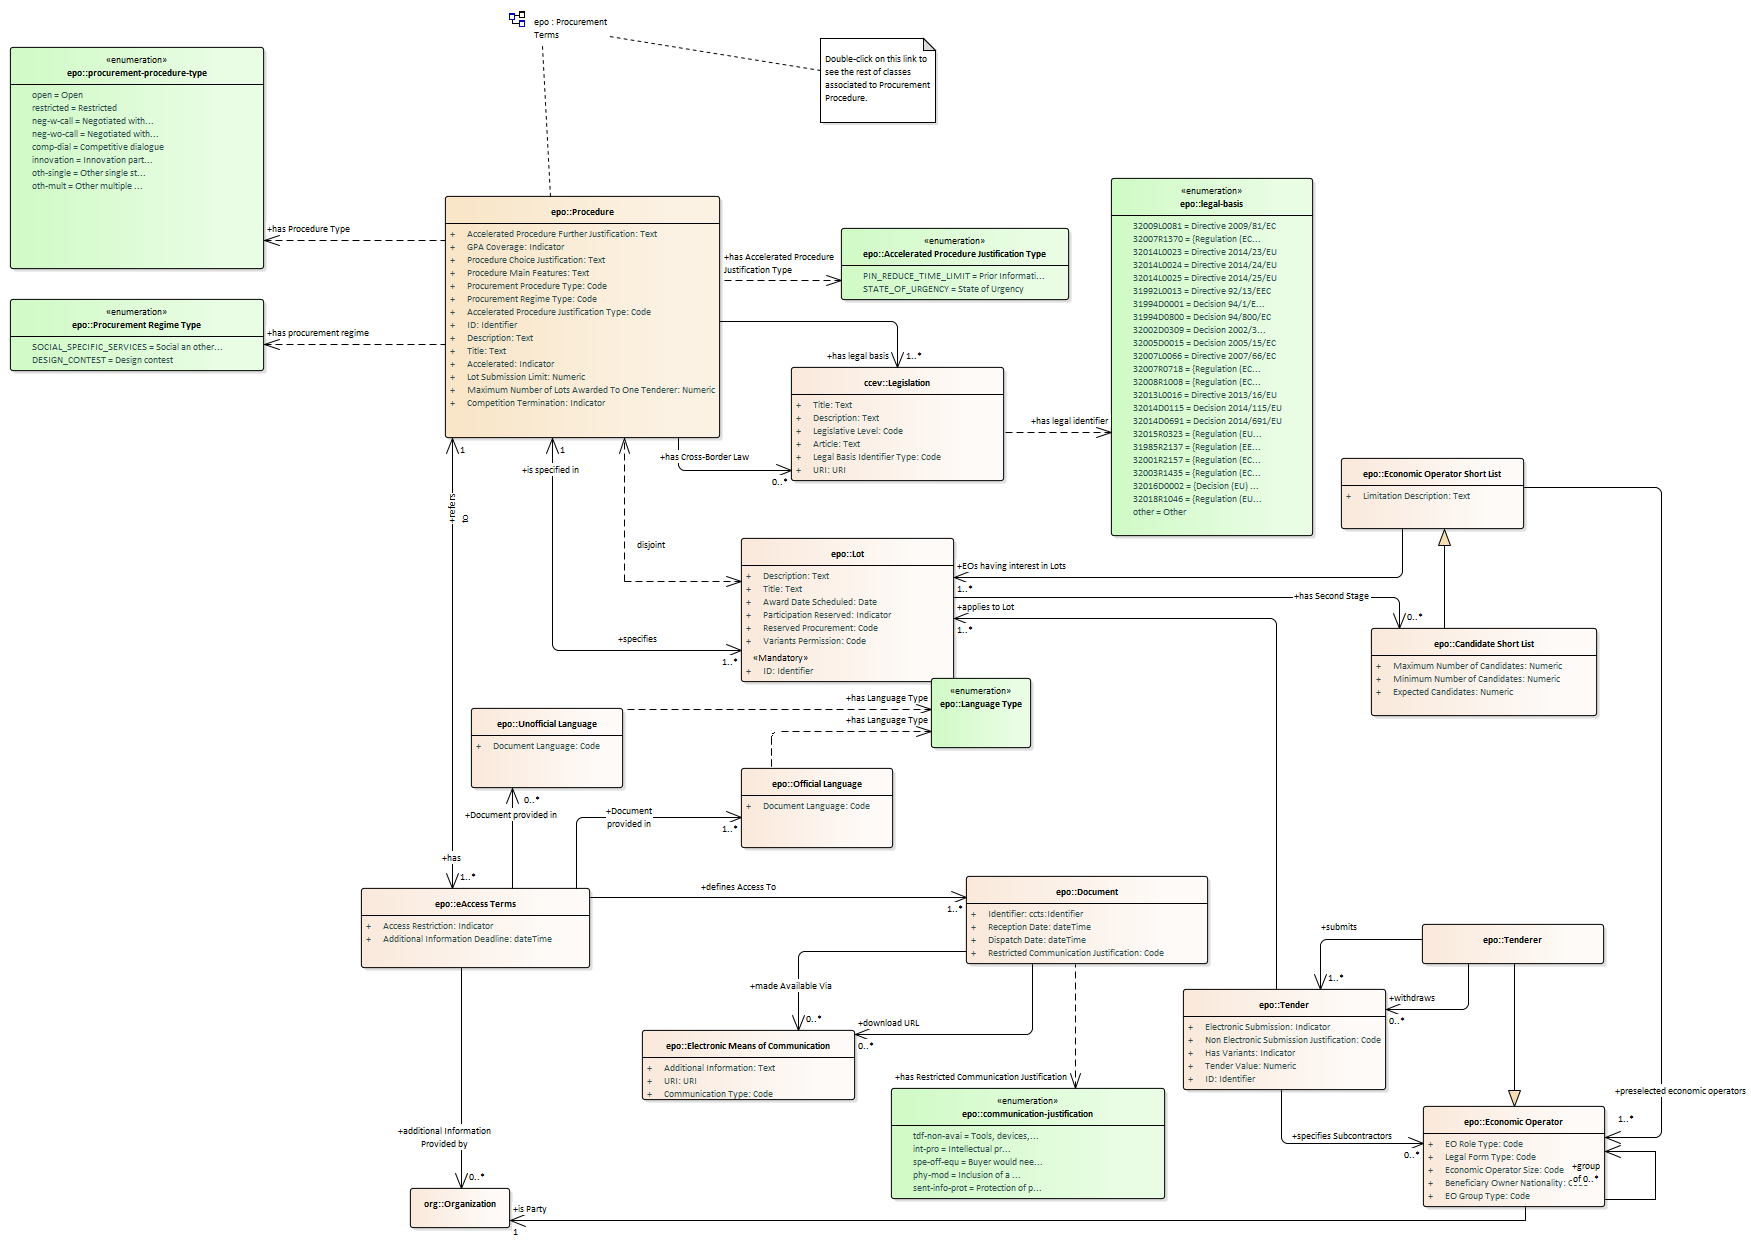 epo : Procurement
Terms
Double-click on this link to
see the rest of classes
associated to Procurement
Procedure.
«enumeration»
epo::procurement-procedure-type
open = Open
restricted = Restricted
neg-w-call = Negotiated with...
neg-wo-call = Negotiated with...
comp-dial = Competitive dialogue
innovation = Innovation part...
oth-single = Other single st...
oth-mult = Other multiple ...
+has Procedure Type
«enumeration»
epo::Procurement Regime Type
SOCIAL_SPECIFIC_SERVICES = Social an other...
DESIGN_CONTEST = Design contest
+has procurement regime
epo::Procedure
+ Accelerated Procedure Further Justification: Text
+ GPA Coverage: Indicator
+ Procedure Choice Justification: Text
+ Procedure Main Features: Text
+ Procurement Procedure Type: Code
+ Procurement Regime Type: Code
+ Accelerated Procedure Justification Type: Code
+ ID: Identifier
+ Description: Text
+ Title: Text
+ Accelerated: Indicator
+ Lot Submission Limit: Numeric
+ Maximum Number of Lots Awarded To One Tenderer: Numeric
+ Competition Termination: Indicator
+has Accelerated Procedure
Justification Type
«enumeration»
epo::Accelerated Procedure Justification Type
PIN_REDUCE_TIME_LIMIT = Prior Informati...
STATE_OF_URGENCY = State of Urgency
+has legal basis
1..*
ccev::Legislation
+ Title: Text
+ Description: Text
+ Legislative Level: Code
+ Article: Text
+ Legal Basis Identifier Type: Code
+ URI: URI
+has Cross-Border Law
0..*
+has legal identifier
«enumeration»
epo::legal-basis
32009L0081 = Directive 2009/81/EC
32007R1370 = {Regulation (EC...
32014L0023 = Directive 2014/23/EU
32014L0024 = Directive 2014/24/EU
32014L0025 = Directive 2014/25/EU
31992L0013 = Directive 92/13/EEC
31994D0001 = Decision 94/1/E...
31994D0800 = Decision 94/800/EC
32002D0309 = Decision 2002/3...
32005D0015 = Decision 2005/15/EC
32007L0066 = Directive 2007/66/EC
32007R0718 = {Regulation (EC...
32008R1008 = {Regulation (EC...
32013L0016 = Directive 2013/16/EU
32014D0115 = Decision 2014/115/EU
32014D0691 = Decision 2014/691/EU
32015R0323 = {Regulation (EU...
31985R2137 = {Regulation (EE...
32001R2157 = {Regulation (EC...
32003R1435 = {Regulation (EC...
32016D0002 = {Decision (EU) ...
32018R1046 = {Regulation (EU...
other = Other
1
+refers
to
1
+is specified in
disjoint
+specifies
1..*
epo::Lot
+ Description: Text
+ Title: Text
+ Award Date Scheduled: Date
+ Participation Reserved: Indicator
+ Reserved Procurement: Code
+ Variants Permission: Code
«Mandatory»
+ ID: Identifier
+EOs having interest in Lots
1..*
+applies to Lot
1..*
+has Second Stage
0..*
epo::Economic Operator Short List
+ Limitation Description: Text
epo::Candidate Short List
+ Maximum Number of Candidates: Numeric
+ Minimum Number of Candidates: Numeric
+ Expected Candidates: Numeric
+has Language Type
+has Language Type
«enumeration»
epo::Language Type
epo::Unofficial Language
+ Document Language: Code
0..*
+Document provided in
epo::Official Language
+ Document Language: Code
+Document
provided in
1..*
+has
1..*
epo::eAccess Terms
+ Access Restriction: Indicator
+ Additional Information Deadline: dateTime
+defines Access To
1..*
epo::Document
+ Identifier: ccts:Identifier
+ Reception Date: dateTime
+ Dispatch Date: dateTime
+ Restricted Communication Justification: Code
+made Available Via
0..*
+download URL
0..*
epo::Electronic Means of Communication
+ Additional Information: Text
+ URI: URI
+ Communication Type: Code
+has Restricted Communication Justification
«enumeration»
epo::communication-justification
tdf-non-avai = Tools, devices,...
int-pro = Intellectual pr...
spe-off-equ = Buyer would nee...
phy-mod = Inclusion of a ...
sent-info-prot = Protection of p...
epo::Tenderer
+submits
1..*
+withdraws
0..*
epo::Tender
+ Electronic Submission: Indicator
+ Non Electronic Submission Justification: Code
+ Has Variants: Indicator
+ Tender Value: Numeric
+ ID: Identifier
+specifies Subcontractors
0..*
+preselected economic operators
1..*
epo::Economic Operator
+ EO Role Type: Code
+ Legal Form Type: Code
+ Economic Operator Size: Code
+ Beneficiary Owner Nationality:
+ EO Group Type: Code
+group
of 0..*
+additional Information
Provided by
0..*
org::Organization
+is Party
1